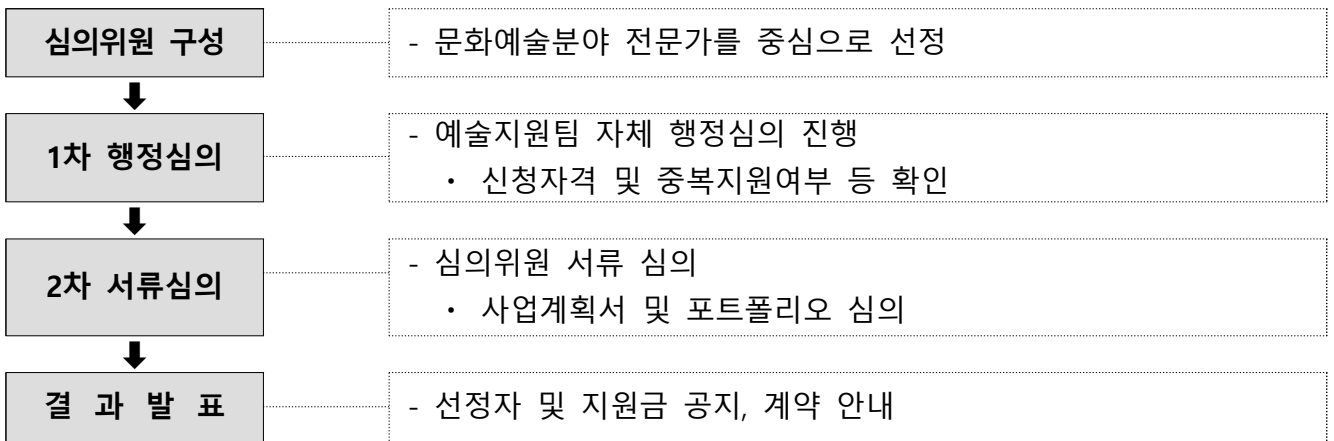 심의위원 구성
- 문화예술분야 전문가를 중심으로 선정
1차 행정심의
- 예술지원팀 자체 행정심의 진행
・ 신청자격 및 중복지원여부 등 확인
2차 서류심의
- 심의위원 서류 심의
・ 사업계획서 및 포트폴리오 심의
결 과 발 표
- 선정자 및 지원금 공지, 계약 안내